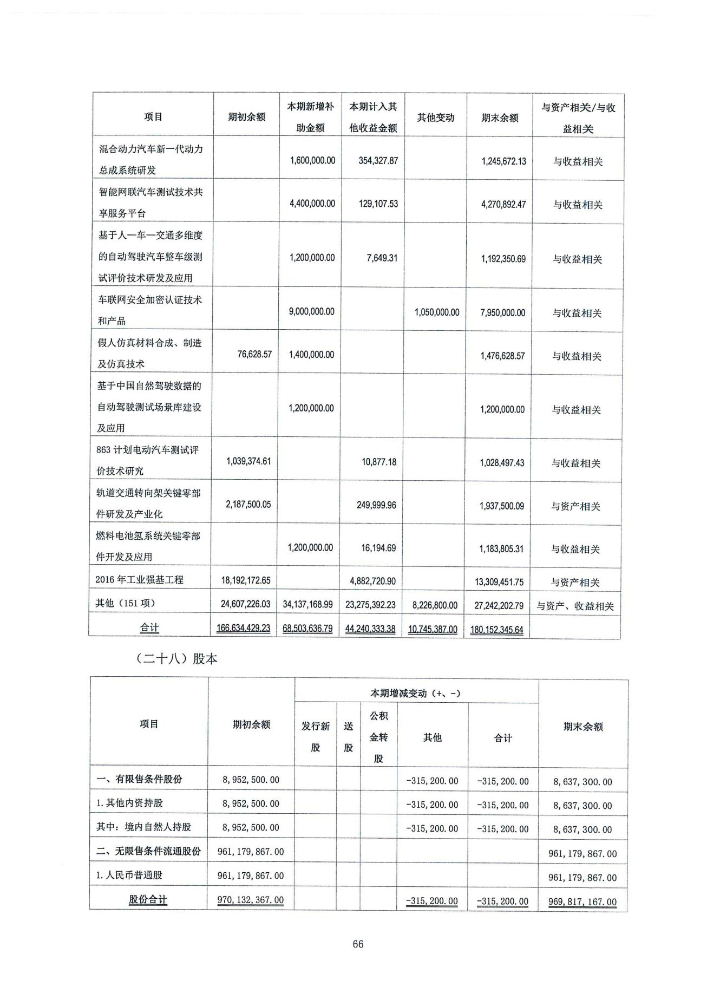 项目 期初余额 本期新增补助金额 本期计入其他收益金额 其他变动 期末余额 与资产相关/与收益相关
混合动力汽车新一代动力
总成系统研发 1,600,000.00 354,327.87 1,245,672.13 与收益相关
智能网联汽车测试技术共
享服务平台 4,400,000.00 129,107.53 4,270,892.47 与收益相关
基于人一车一交通多维度
的自动驾驶汽车整车级测 1,200,000.00 7,649.31 1,192,350.69 与收益相关
试评价技术研发及应用
车联网安全加密认证技术
和产品 9,000,000.00 1,050,000.00 7,950,000.00 与收益相关
假人仿真材料合成、制造
及仿真技术 76,628.57 1,400,000.00 1,476,628.57 与收益相关
基于中国自然驾驶数据的
自动驾驶测试场景库建设 1,200,000.00 1,200,000.00 与收益相关
及应用
863 计划电动汽车测试评
价技术研究 1,039,374.61 10,877.18 1,028,497.43 与收益相关
轨道交通转向架关键零部
件研发及产业化 2,187,500.05 249,999.96 1,937,500.09 与资产相关
燃料电池氢系统关键零部
件开发及应用 1,200,000.00 16,194.69 1,183,805.31 与收益相关
2016 年工业强基工程 18,192,172.65 4,882,720.90 13,309,451.75 与资产相关
其他（151 项） 24,607,226.03 34,137,168.99 23,275,392.23 8,226,800.00 27,242,202.79 与资产、收益相关
合计 166,634,429.23 68,503,636.79 44,240,333.38 10,745,387.00 180,152,345.64
（二十八）股本
项目 期初余额 本期增减变动（+、-） 期末余额
发行新股 送股 公积金转股 其他 合计
一、有限售条件股份 8,952,500.00 -315,200.00 -315,200.00 8,637,300.00
1.其他内资持股 8,952,500.00 -315,200.00 -315,200.00 8,637,300.00
其中：境内自然人持股 8,952,500.00 -315,200.00 -315,200.00 8,637,300.00
二、无限售条件流通股份 961,179,867.00 961,179,867.00
1.人民币普通股 961,179,867.00 961,179,867.00
股份合计 970,132,367.00 -315,200.00 -315,200.00 969,817,167.00
66